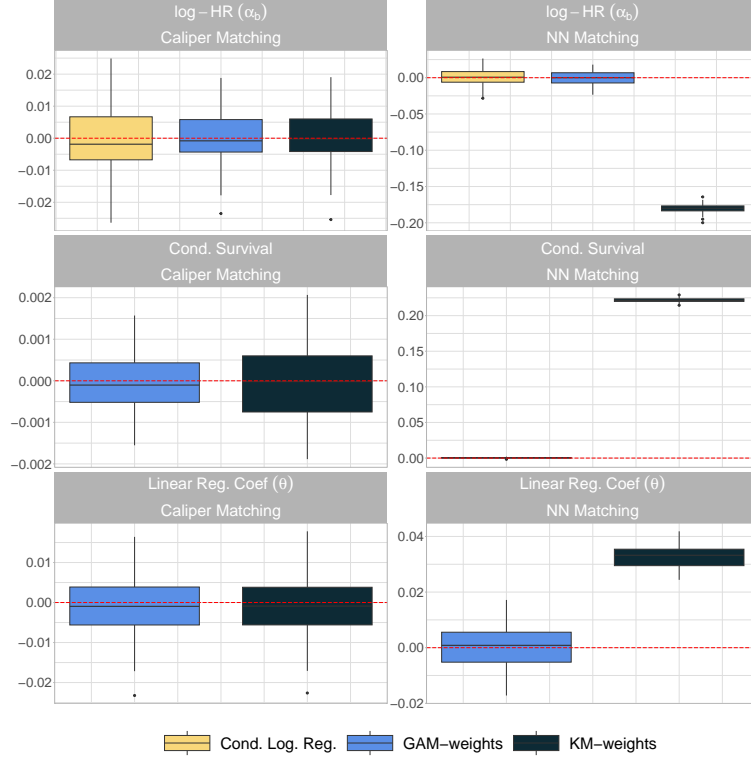 log−HR (αb)
Caliper Matching
0.02
0.01
0.00
−0.01
−0.02
log−HR (αb)
NN Matching
0.00
−0.05
−0.10
−0.15
−0.20
Cond. Survival
Caliper Matching
0.002
0.001
0.000
−0.001
−0.002
Cond. Survival
NN Matching
0.20
0.15
0.10
0.05
0.00
Linear Reg. Coef (θ)
Caliper Matching
0.01
0.00
−0.01
−0.02
Linear Reg. Coef (θ)
NN Matching
0.04
0.02
0.00
−0.02
Cond. Log. Reg. GAM−weights KM−weights